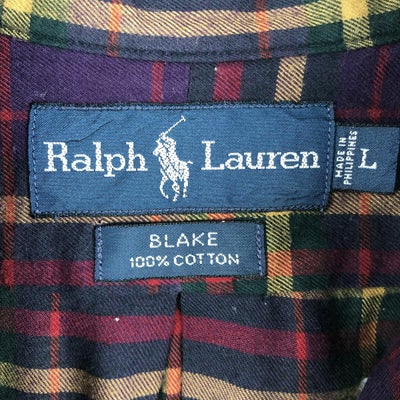 Ralph Lauren
MADE IN
PHILIPPINES
L
BLAKE
100% COTTON